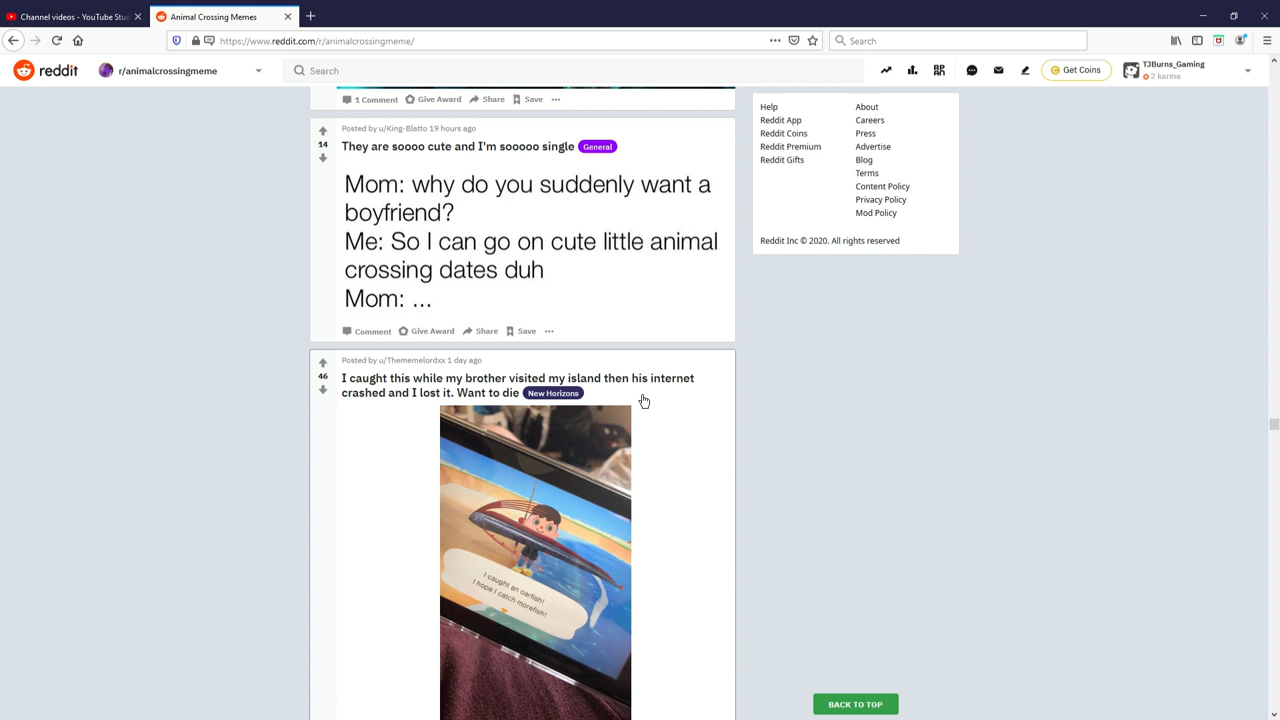 Channel videos - YouTube Stud
Animal Crossing Memes
https://www.reddit.com/r/animalcrossingmeme/
Search
reddit
r/animalcrossingmeme
Search
Get Coins
TJBurns_Gaming
2 karma
1 Comment Give Award Share Save
Posted by u/King-Blatto 19 hours ago
14
They are soooo cute and I'm sooooo single General
Mom: why do you suddenly want a
boyfriend?
Me: So I can go on cute little animal
crossing dates duh
Mom: ...
Comment Give Award Share Save
Posted by u/Thememelordxx 1 day ago
46
I caught this while my brother visited my island then his internet
crashed and I lost it. Want to die New Horizons
I caught an oarfish!
I hope I catch morefish!
Help About
Reddit App Careers
Reddit Coins Press
Reddit Premium Advertise
Reddit Gifts Blog
Terms
Content Policy
Privacy Policy
Mod Policy
Reddit Inc © 2020. All rights reserved
BACK TO TOP